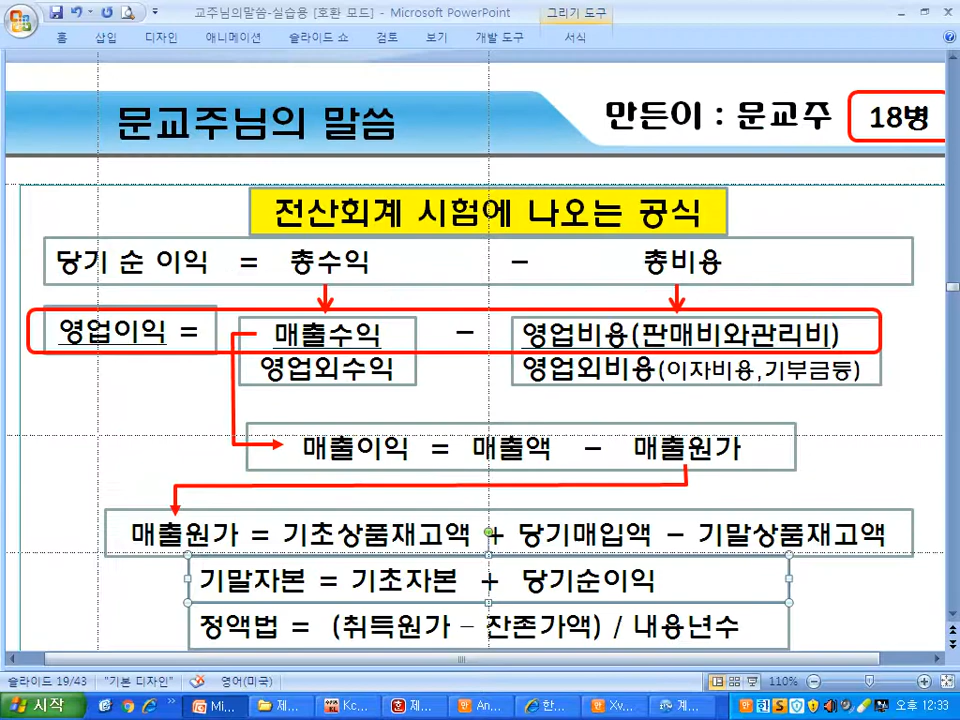 교주님의말씀-실습용 [호환 모드] - Microsoft PowerPoint
그리기 도구
홈 삽입 디자인 애니메이션 슬라이드 쇼 검토 보기 개발 도구 서식
문교주님의 말씀
만든이 : 문교주
18병
전산회계 시험에 나오는 공식
당기 순 이익 = 총수익 - 총비용
영업이익 = 매출수익 - 영업비용(판매비와관리비)
영업외수익 영업외비용(이자비용,기부금등)
매출이익 = 매출액 - 매출원가
매출원가 = 기초상품재고액 + 당기매입액 - 기말상품재고액
기말자본 = 기초자본 + 당기순이익
정액법 = (취득원가 - 잔존가액) / 내용년수
슬라이드 19/43 "기본 디자인" 영어(미국) 110%
시작 Mi... 제... Kc... 제... An... 한... Xv... 계... 오후 12:33